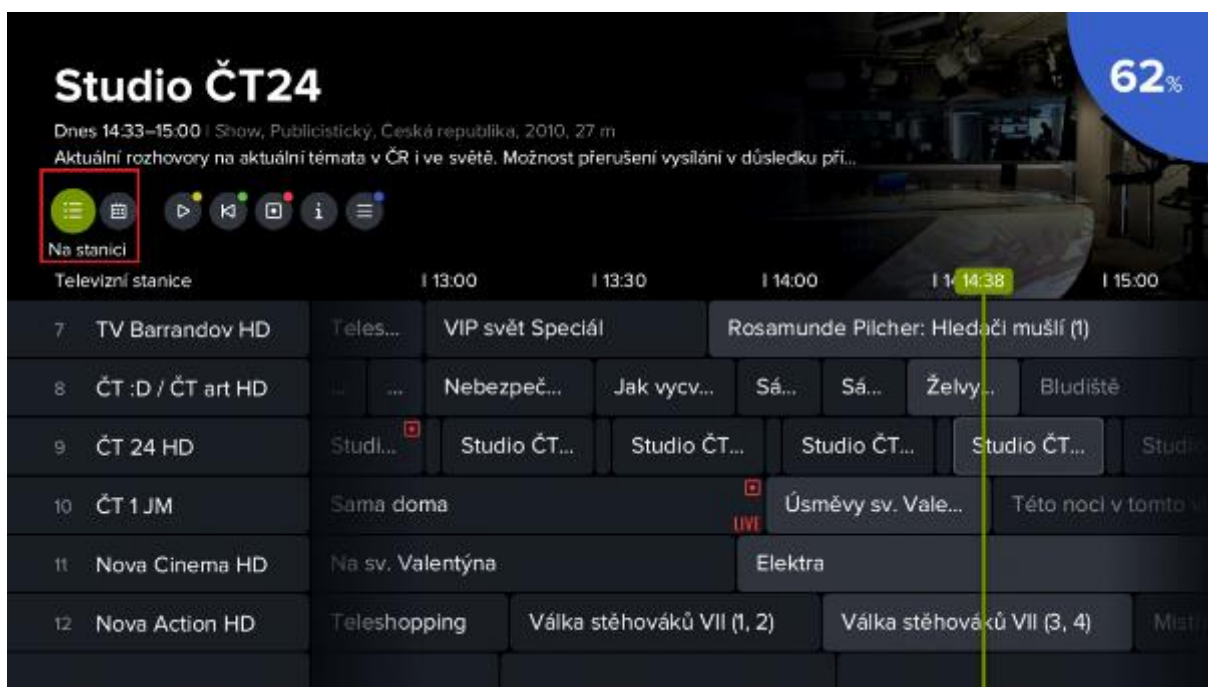 Studio ČT24
62%
Dnes 14:33–15:00 | Show, Publicistický, Česká republika, 2010, 27 m
Aktuální rozhovory na aktuální témata v ČR i ve světě. Možnost přerušení vysílání v důsledku pří...
Na stanici
Televizní stanice 13:00 13:30 14:00 14:38 15:00
7 TV Barrandov HD Teles... VIP svět Speciál Rosamunde Pilcher: Hledači mušlí (1)
8 ČT :D / ČT art HD ... ... Nebezpeč... Jak vycv... Sá... Sá... Želvy... Bludiště
9 ČT 24 HD Studi... Studio ČT... Studio ČT... Studio ČT... Studio ČT... Studio
10 ČT 1 JM Sama doma LIVE Úsměvy sv. Vale... Této noci v tomto
11 Nova Cinema HD Na sv. Valentýna Elektra
12 Nova Action HD Teleshopping Válka stěhováků VII (1, 2) Válka stěhováků VII (3, 4)